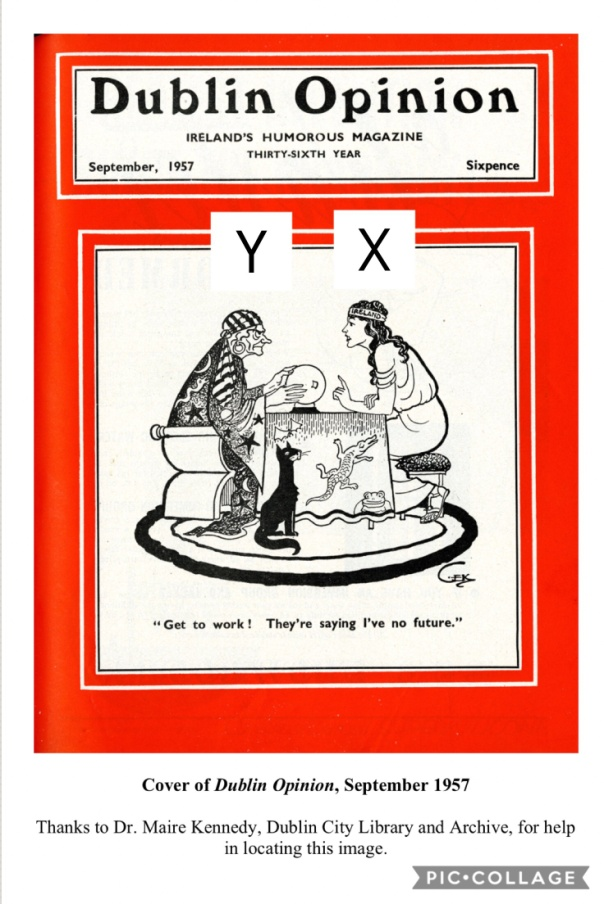 Dublin Opinion
IRELAND'S HUMOROUS MAGAZINE
THIRTY-SIXTH YEAR
September, 1957 Sixpence
Y X
IRELAND
"Get to work! They're saying I've no future."
Cover of Dublin Opinion, September 1957
Thanks to Dr. Maire Kennedy, Dublin City Library and Archive, for help
in locating this image.
PIC•COLLAGE